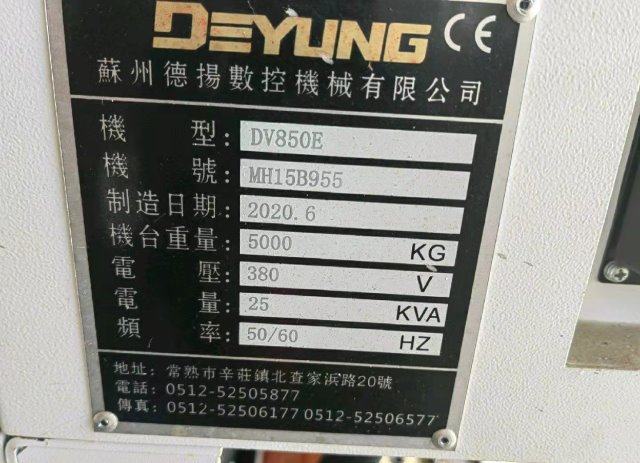 DEYUNG CE
蘇州德揚數控機械有限公司
機型: DV850E
機號: MH15B955
制造日期: 2020.6
機台重量: 5000 KG
電壓: 380 V
電量: 25 KVA
頻率: 50/60 HZ
地址: 常熟市辛莊鎮北查家浜路20號
電話: 0512-52505877
傳真: 0512-52506177 0512-52506577